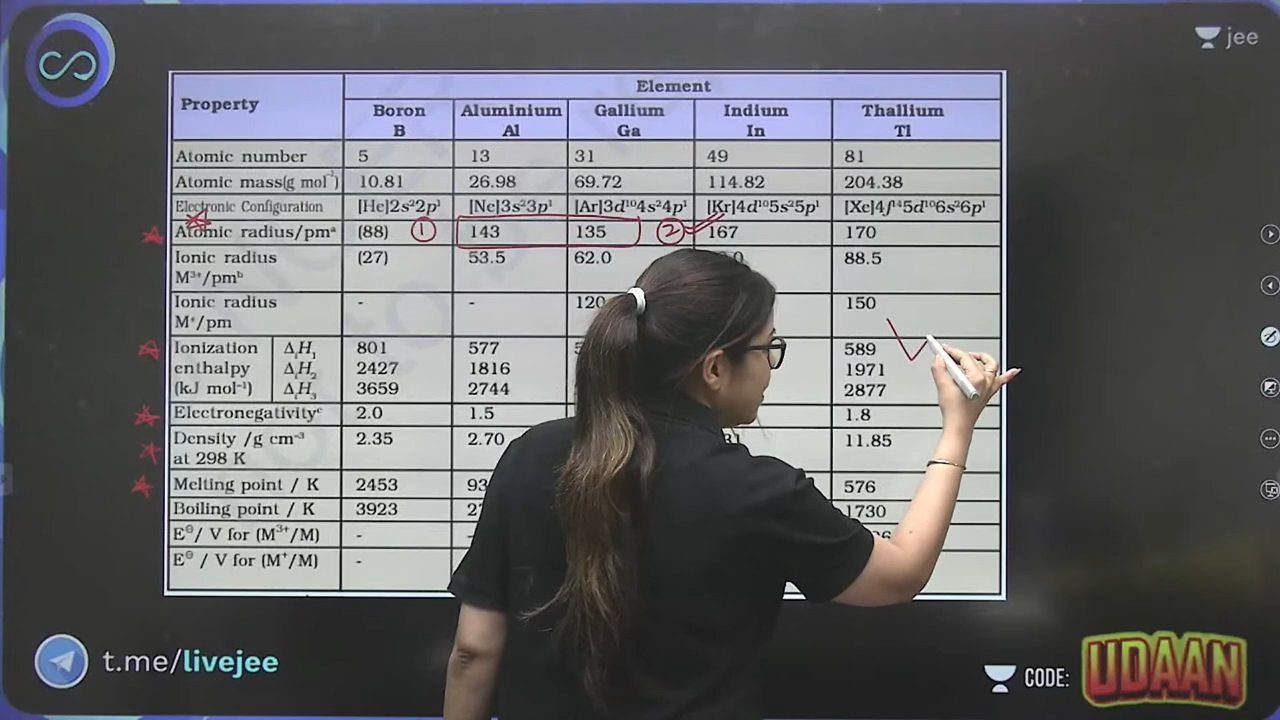 jee
Property
Element
Boron Aluminium Gallium Indium Thallium
B Al Ga In Tl
Atomic number 5 13 31 49 81
Atomic mass(g mol⁻¹) 10.81 26.98 69.72 114.82 204.38
Electronic Configuration [He]2s²2p¹ [Ne]3s²3p¹ [Ar]3d¹⁰4s²4p¹ [Kr]4d¹⁰5s²5p¹ [Xe]4f¹⁴5d¹⁰6s²6p¹
Atomic radius/pmᵃ (88) ① 143 135 ② 167 170
Ionic radius (27) 53.5 62.0 88.5
M³⁺/pmᵇ
Ionic radius - - 120 150
M⁺/pm
Ionization ΔᵢH₁ 801 577 589
enthalpy ΔᵢH₂ 2427 1816 1971
(kJ mol⁻¹) ΔᵢH₃ 3659 2744 2877
Electronegativityᶜ 2.0 1.5 1.8
Density /g cm⁻³ 2.35 2.70 11.85
at 298 K
Melting point / K 2453 576
Boiling point / K 3923 1730
E⊖/ V for (M³⁺/M) -
E⊖ / V for (M⁺/M) -
t.me/livejee
CODE: UDAAN